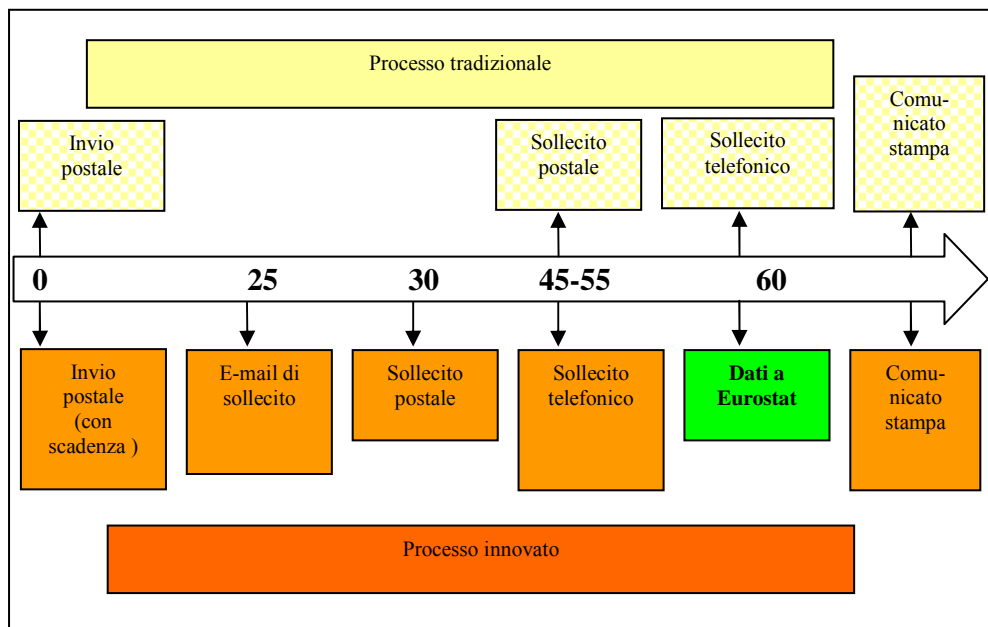 Processo tradizionale
Invio
postale
Sollecito
postale
Sollecito
telefonico
Comu-
nicato
stampa
0 25 30 45-55 60
Invio
postale
(con
scadenza )
E-mail di
sollecito
Sollecito
postale
Sollecito
telefonico
Dati a
Eurostat
Comu-
nicato
stampa
Processo innovato